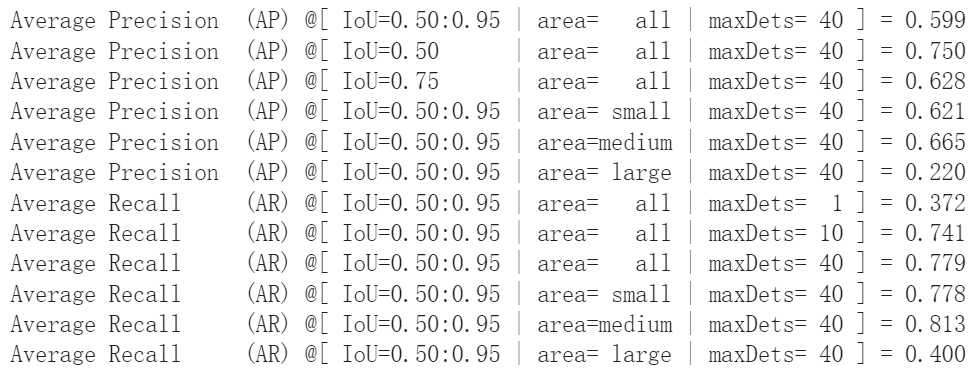 Average Precision  (AP) @[ IoU=0.50:0.95 | area=   all | maxDets= 40 ] = 0.599
Average Precision  (AP) @[ IoU=0.50      | area=   all | maxDets= 40 ] = 0.750
Average Precision  (AP) @[ IoU=0.75      | area=   all | maxDets= 40 ] = 0.628
Average Precision  (AP) @[ IoU=0.50:0.95 | area= small | maxDets= 40 ] = 0.621
Average Precision  (AP) @[ IoU=0.50:0.95 | area=medium | maxDets= 40 ] = 0.665
Average Precision  (AP) @[ IoU=0.50:0.95 | area= large | maxDets= 40 ] = 0.220
Average Recall     (AR) @[ IoU=0.50:0.95 | area=   all | maxDets=  1 ] = 0.372
Average Recall     (AR) @[ IoU=0.50:0.95 | area=   all | maxDets= 10 ] = 0.741
Average Recall     (AR) @[ IoU=0.50:0.95 | area=   all | maxDets= 40 ] = 0.779
Average Recall     (AR) @[ IoU=0.50:0.95 | area= small | maxDets= 40 ] = 0.778
Average Recall     (AR) @[ IoU=0.50:0.95 | area=medium | maxDets= 40 ] = 0.813
Average Recall     (AR) @[ IoU=0.50:0.95 | area= large | maxDets= 40 ] = 0.400